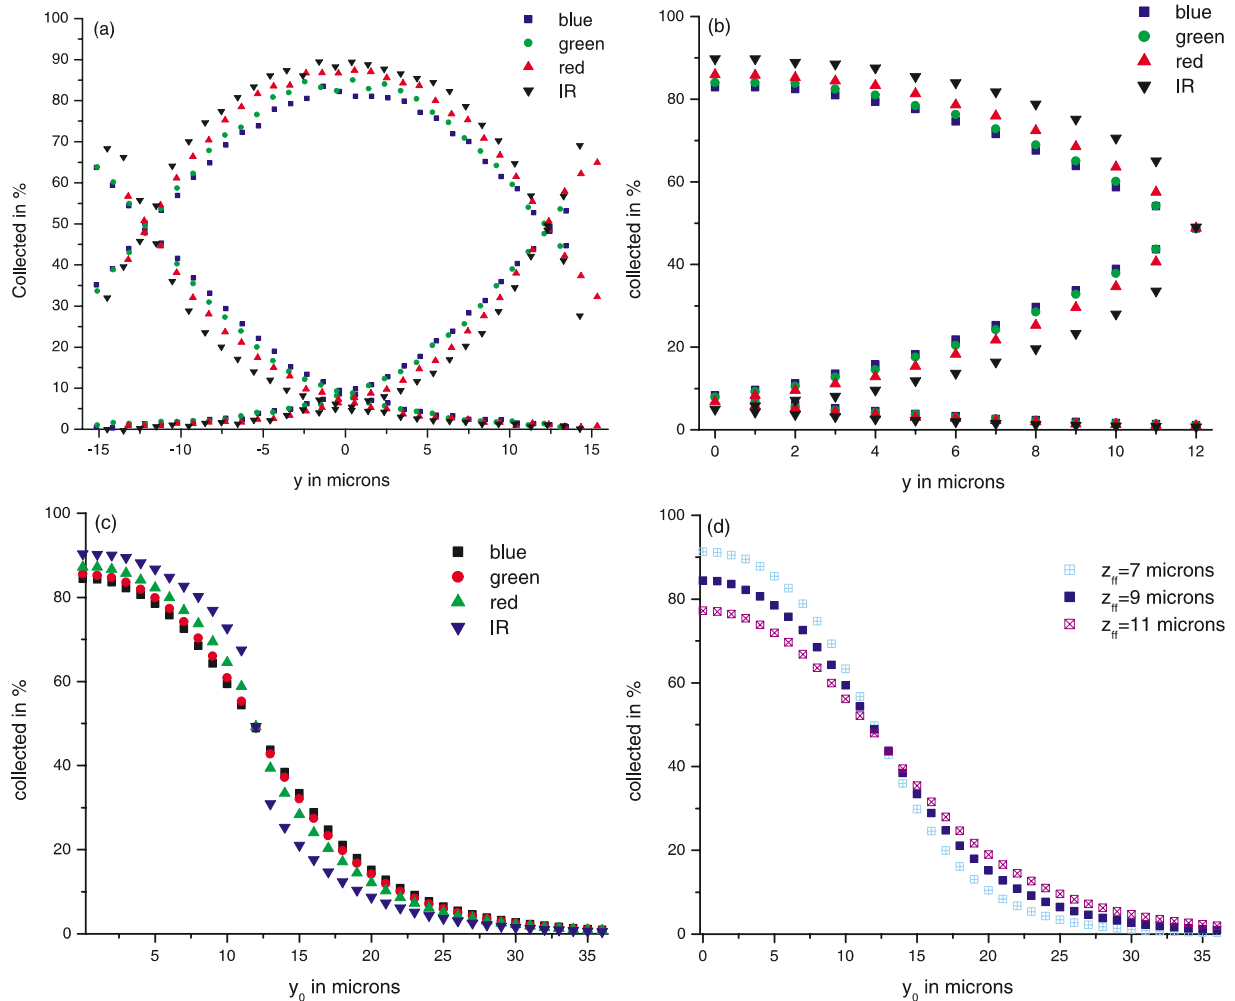 (a)
blue
green
red
IR
100
90
80
70
60
50
40
30
20
10
0
Collected in %
-15
-10
-5
0
5
10
15
y in microns
(b)
blue
green
red
IR
100
80
60
40
20
0
collected in %
0
2
4
6
8
10
12
y in microns
(c)
blue
green
red
IR
100
80
60
40
20
0
collected in %
5
10
15
20
25
30
35
y0 in microns
(d)
zff=7 microns
zff=9 microns
zff=11 microns
100
80
60
40
20
0
collected in %
0
5
10
15
20
25
30
35
y0 in microns